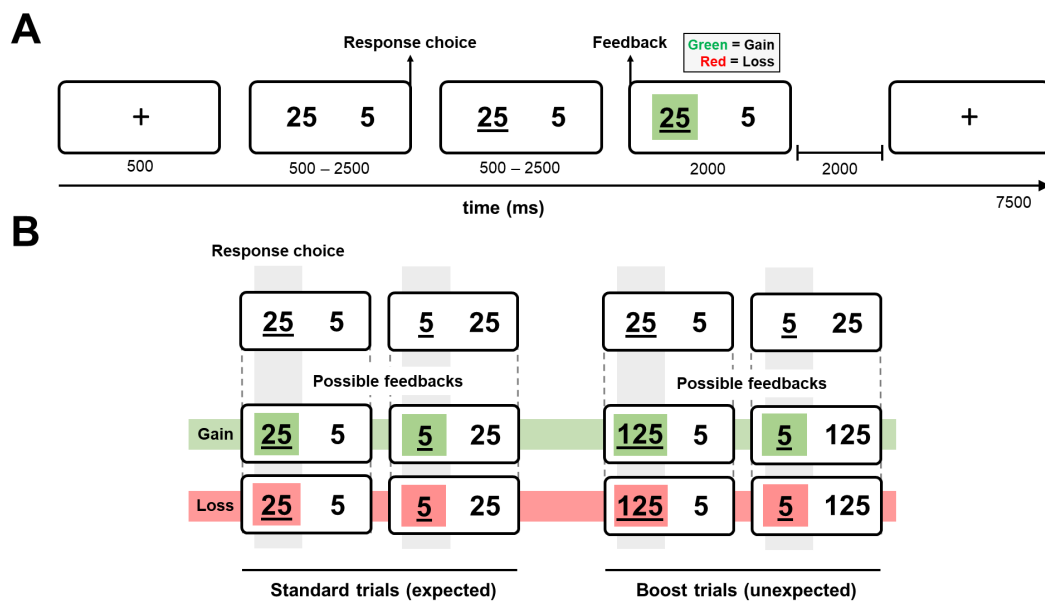 A
Response choice
Feedback
Green = Gain
Red = Loss
+
25 5
25 5
25 5
+
500
500 – 2500
500 – 2500
2000
2000
time (ms)
7500
B
Response choice
25 5
5 25
25 5
5 25
Possible feedbacks
Possible feedbacks
Gain
25 5
5 25
125 5
5 125
Loss
25 5
5 25
125 5
5 125
Standard trials (expected)
Boost trials (unexpected)